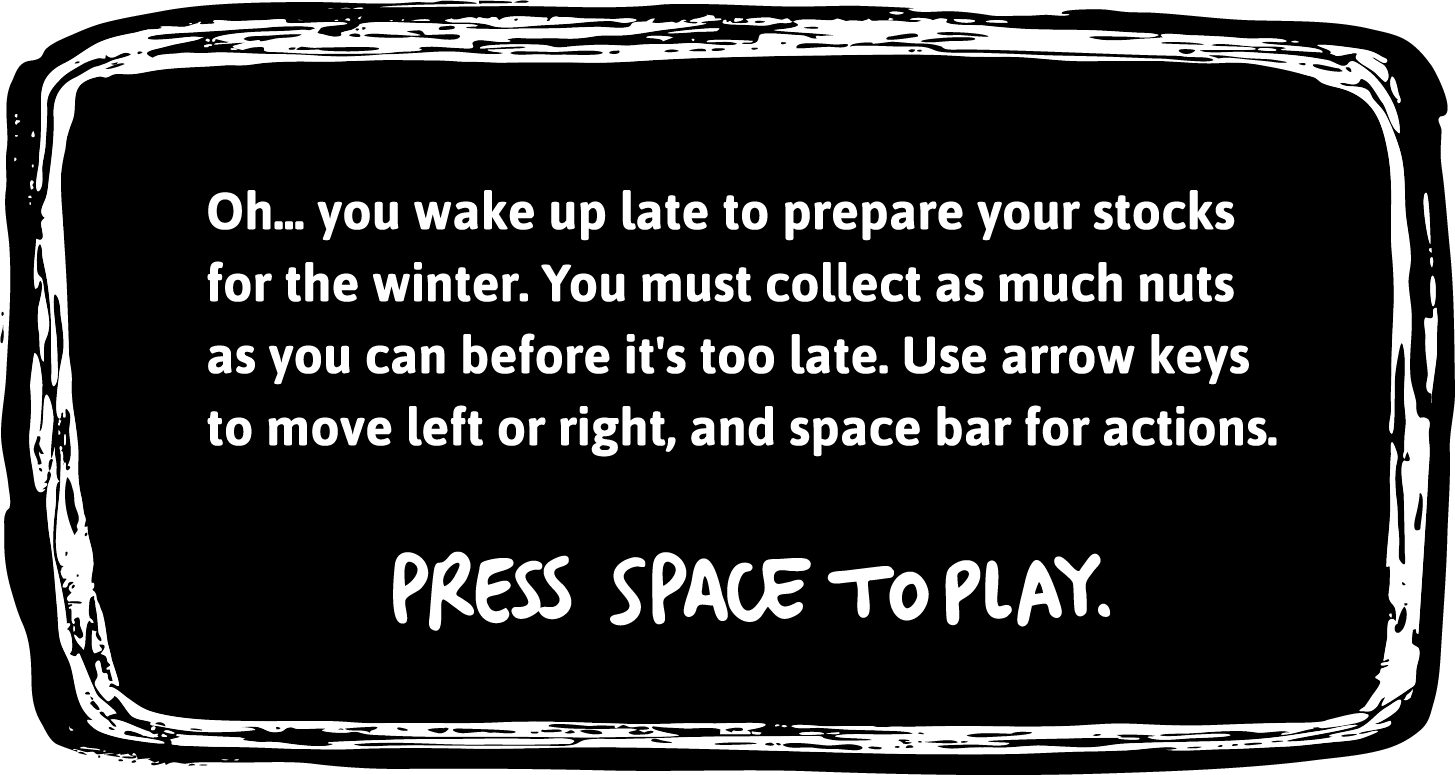 Oh... you wake up late to prepare your stocks
for the winter. You must collect as much nuts
as you can before it's too late. Use arrow keys
to move left or right, and space bar for actions.
PRESS SPACE TO PLAY.